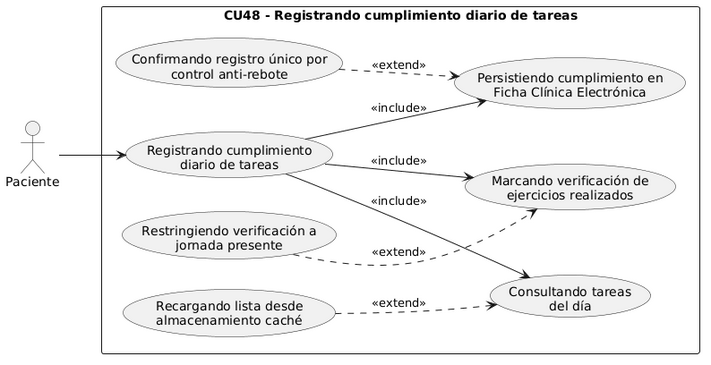 CU48 - Registrando cumplimiento diario de tareas
Confirmando registro único por
control anti-rebote
«extend»
Persistiendo cumplimiento en
Ficha Clínica Electrónica
«include»
Paciente
Registrando cumplimiento
diario de tareas
«include»
Marcando verificación de
ejercicios realizados
«include»
Restringiendo verificación a
jornada presente
«extend»
Recargando lista desde
almacenamiento caché
«extend»
Consultando tareas
del día